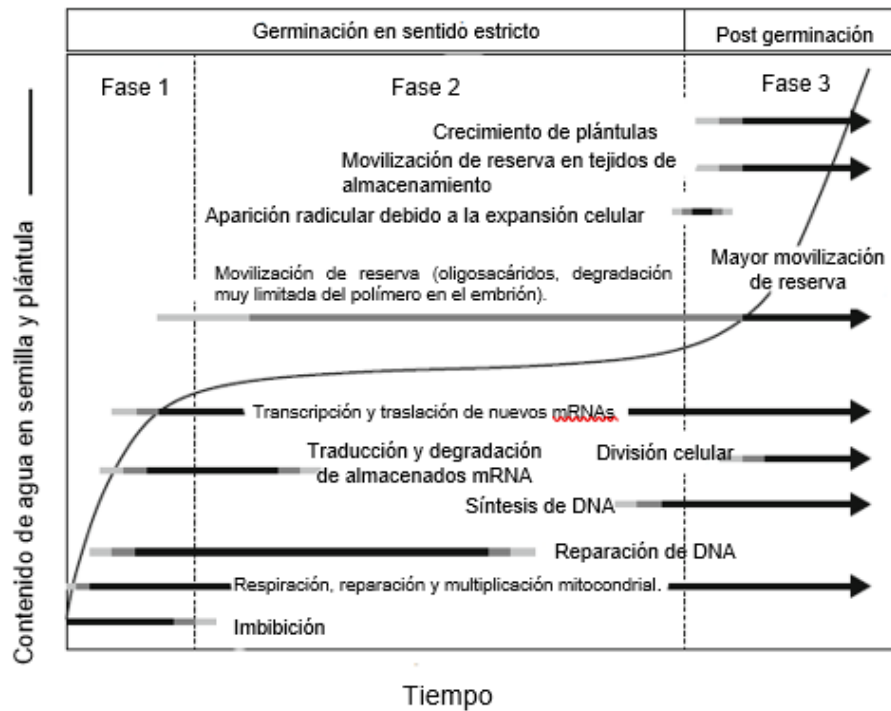 Germinación en sentido estricto
Post germinación
Fase 1
Fase 2
Fase 3
Crecimiento de plántulas
Movilización de reserva en tejidos de
almacenamiento
Aparición radicular debido a la expansión celular
Mayor movilización
de reserva
Movilización de reserva (oligosacáridos, degradación
muy limitada del polímero en el embrión).
Transcripción y traslación de nuevos mRNAs
Traducción y degradación
de almacenados mRNA
División celular
Síntesis de DNA
Reparación de DNA
Respiración, reparación y multiplicación mitocondrial.
Imbibición
Contenido de agua en semilla y plántula
Tiempo